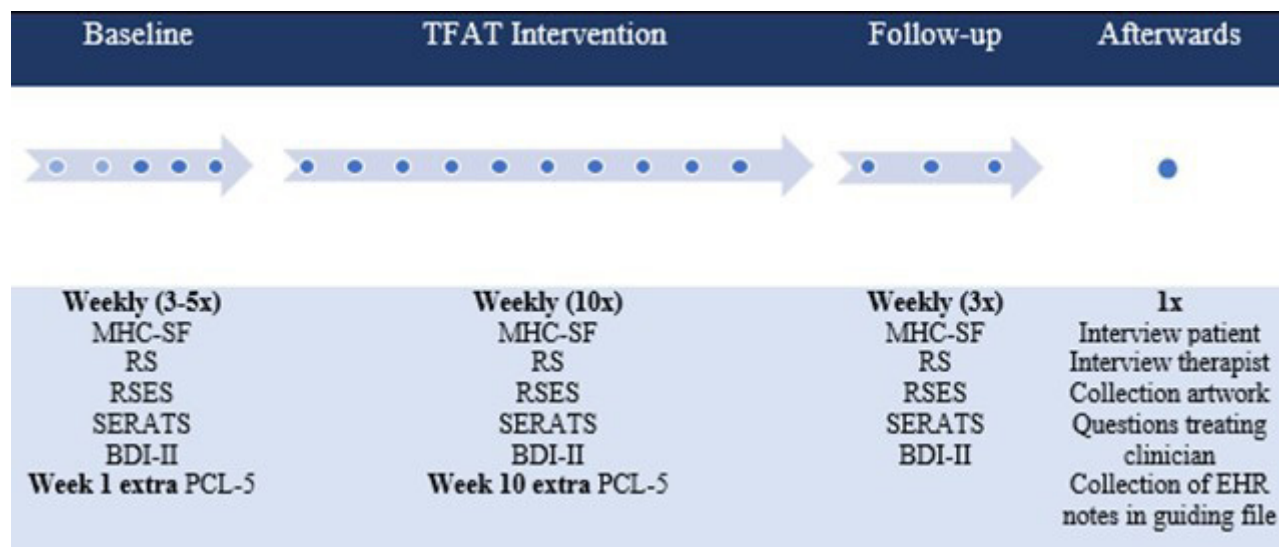 Baseline
TFAT Intervention
Follow-up
Afterwards
Weekly (3-5x)
MHC-SF
RS
RSES
SERATS
BDI-II
Week 1 extra PCL-5
Weekly (10x)
MHC-SF
RS
RSES
SERATS
BDI-II
Week 10 extra PCL-5
Weekly (3x)
MHC-SF
RS
RSES
SERATS
BDI-II
1x
Interview patient
Interview therapist
Collection artwork
Questions treating
clinician
Collection of EHR
notes in guiding file